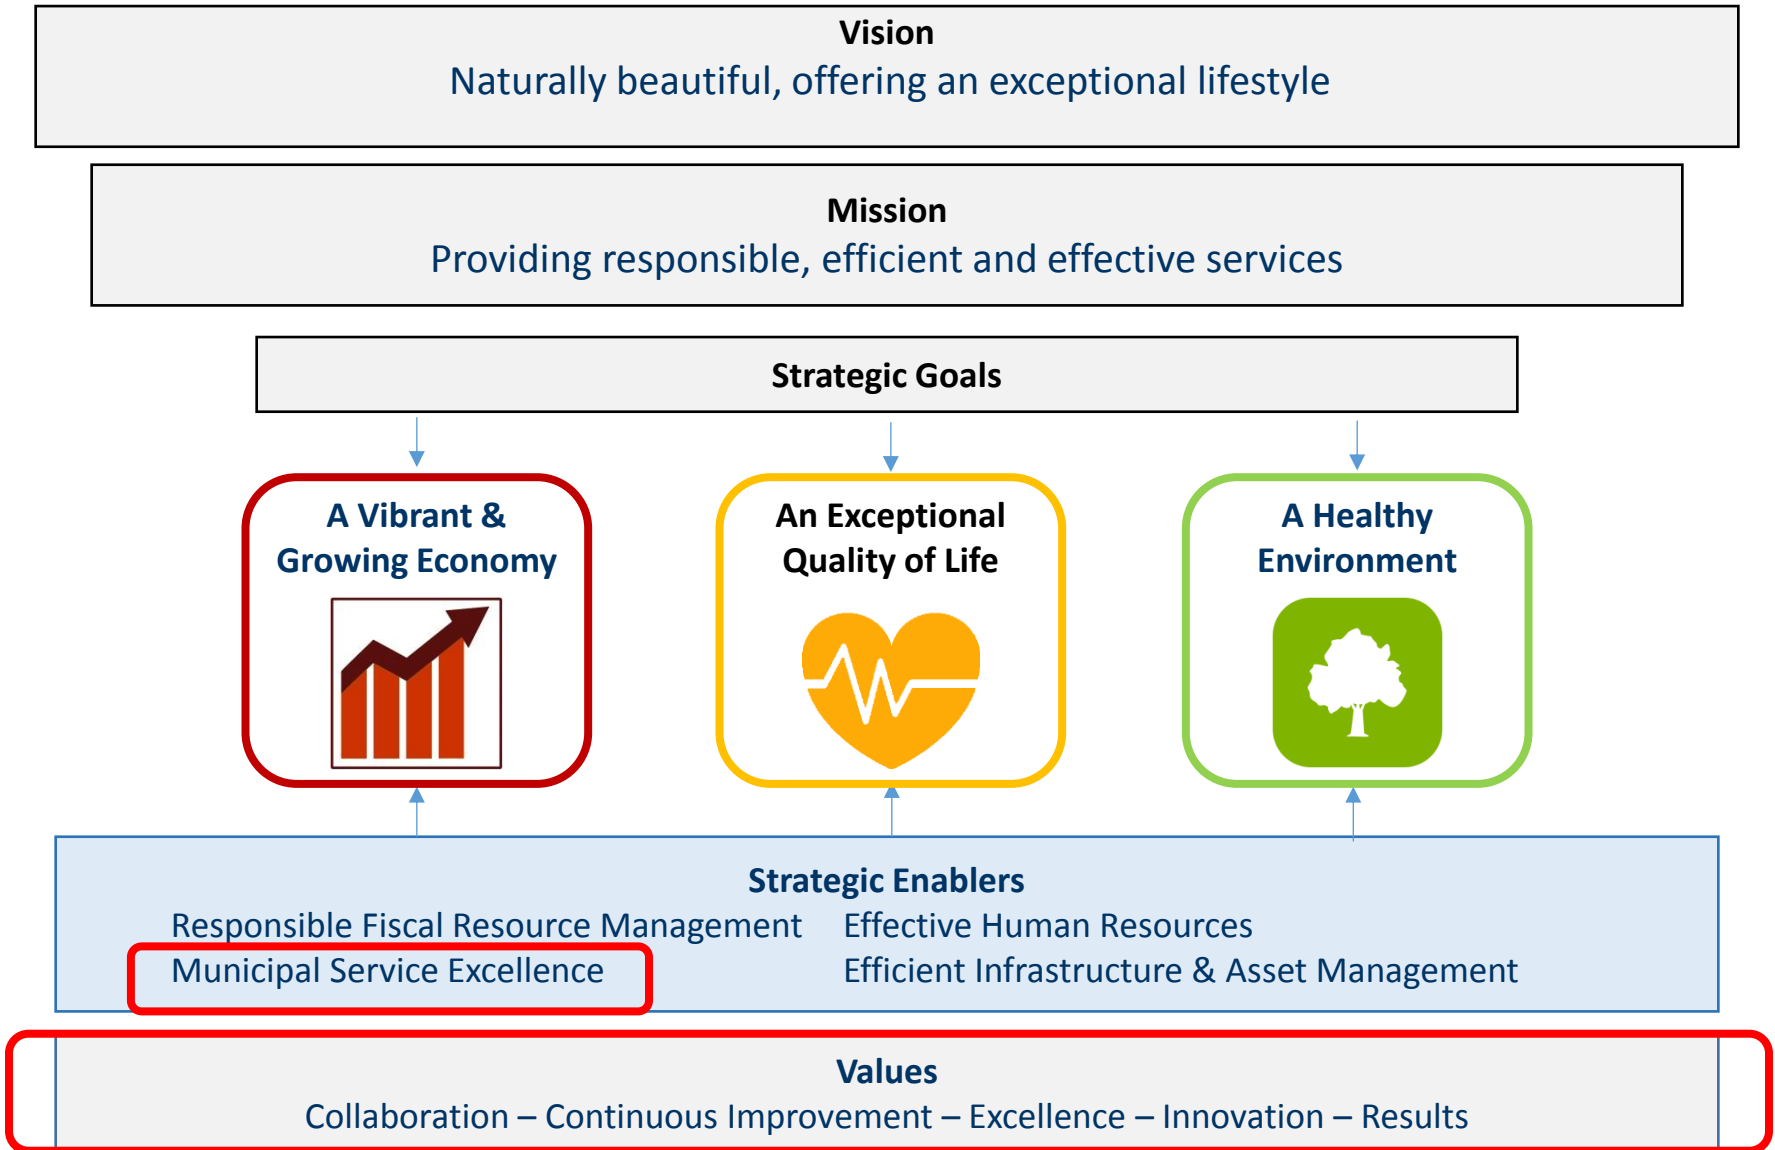 Vision
Naturally beautiful, offering an exceptional lifestyle
Mission
Providing responsible, efficient and effective services
Strategic Goals
A Vibrant &
Growing Economy
An Exceptional
Quality of Life
A Healthy
Environment
Strategic Enablers
Responsible Fiscal Resource Management Effective Human Resources
Municipal Service Excellence Efficient Infrastructure & Asset Management
Values
Collaboration – Continuous Improvement – Excellence – Innovation – Results